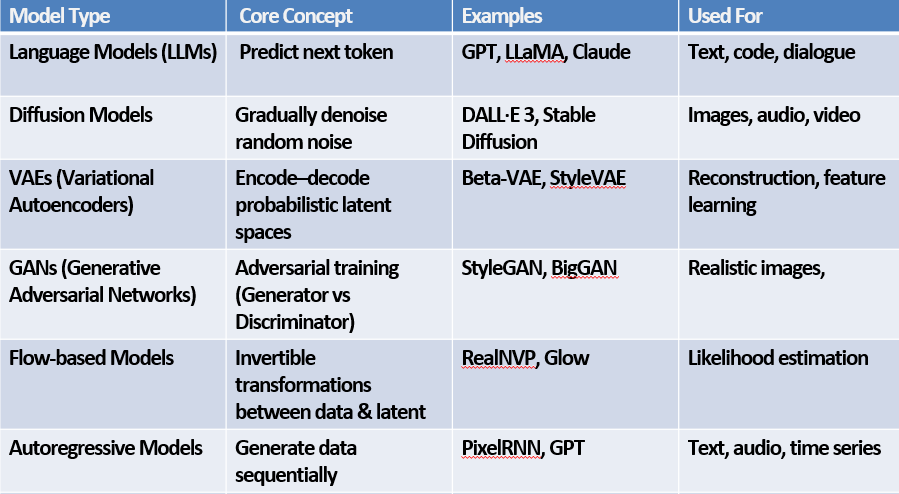 Model Type Core Concept Examples Used For
Language Models (LLMs) Predict next token GPT, LLaMA, Claude Text, code, dialogue
Diffusion Models Gradually denoise DALL·E 3, Stable Images, audio, video
random noise Diffusion
VAEs (Variational Encode–decode Beta-VAE, StyleVAE Reconstruction, feature
Autoencoders) probabilistic latent learning
spaces
GANs (Generative Adversarial training StyleGAN, BigGAN Realistic images,
Adversarial Networks) (Generator vs
Discriminator)
Flow-based Models Invertible RealNVP, Glow Likelihood estimation
transformations
between data & latent
Autoregressive Models Generate data PixelRNN, GPT Text, audio, time series
sequentially